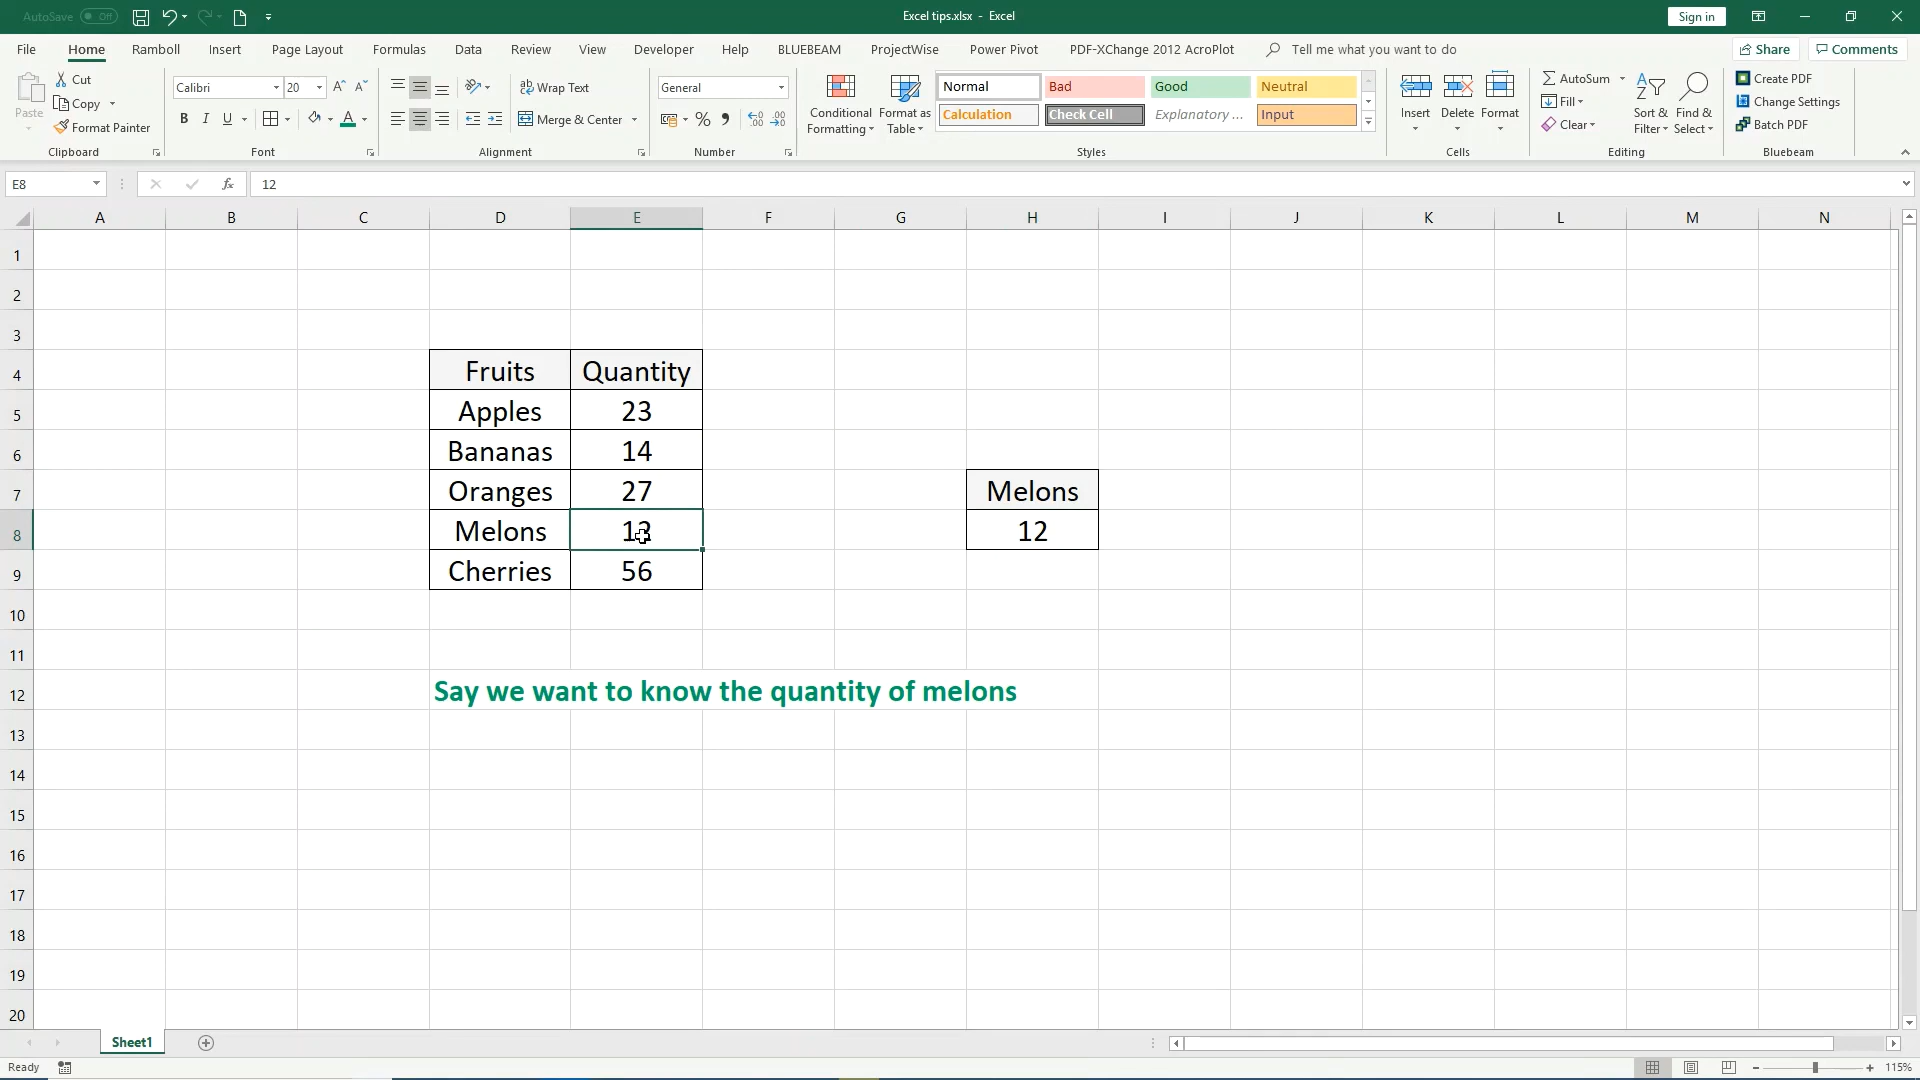 AutoSave Off
Excel tips.xlsx - Excel
Sign in
File Home Ramboll Insert Page Layout Formulas Data Review View Developer Help BLUEBEAM ProjectWise Power Pivot PDF-XChange 2012 AcroPlot Tell me what you want to do Share Comments
Paste
Cut
Copy
Format Painter
Clipboard
Calibri 20
B I U
Font
Wrap Text
Merge & Center
Alignment
General
Number
Conditional Formatting
Format as Table
Normal Bad Good Neutral
Calculation Check Cell Explanatory ... Input
Styles
Insert Delete Format
Cells
AutoSum
Fill
Clear
Sort & Filter
Find & Select
Editing
Create PDF
Change Settings
Batch PDF
Bluebeam
E8 fx 12
A B C D E F G H I J K L M N
1
2
3
4 Fruits Quantity
5 Apples 23
6 Bananas 14
7 Oranges 27 Melons
8 Melons 12 12
9 Cherries 56
10
11
12 Say we want to know the quantity of melons
13
14
15
16
17
18
19
20
Sheet1
Ready
115%